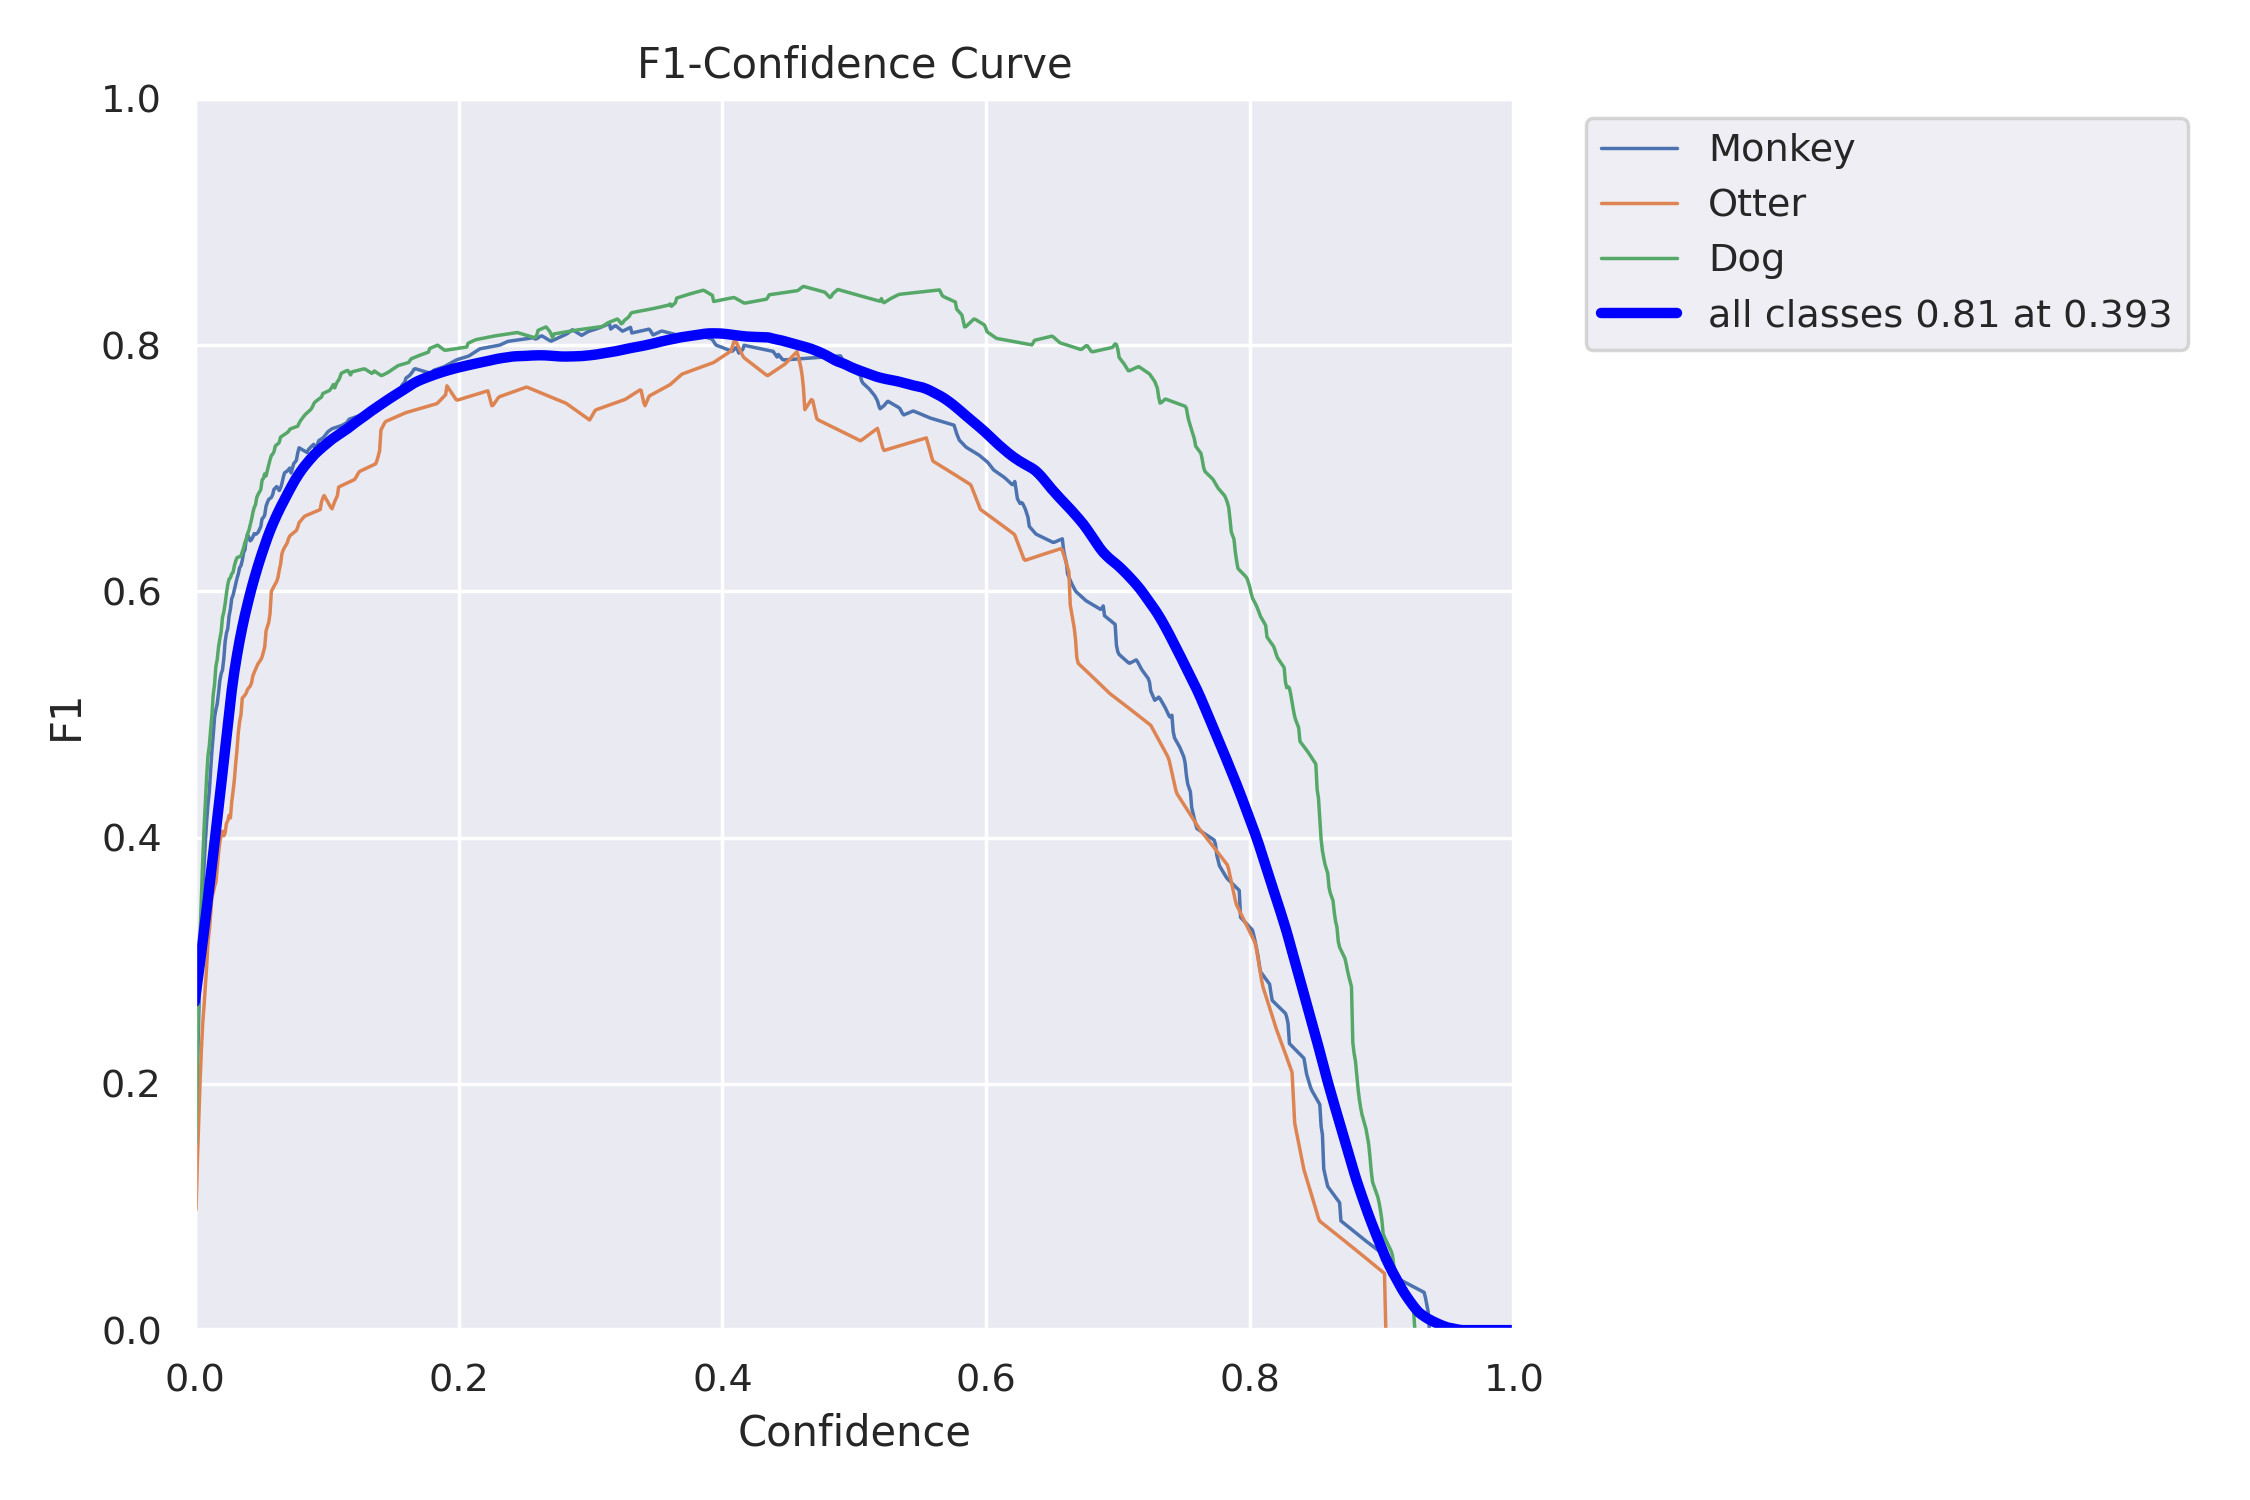 F1-Confidence Curve
1.0
0.8
0.6
0.4
0.2
0.0
F1
0.0 0.2 0.4 0.6 0.8 1.0
Confidence
Monkey
Otter
Dog
all classes 0.81 at 0.393